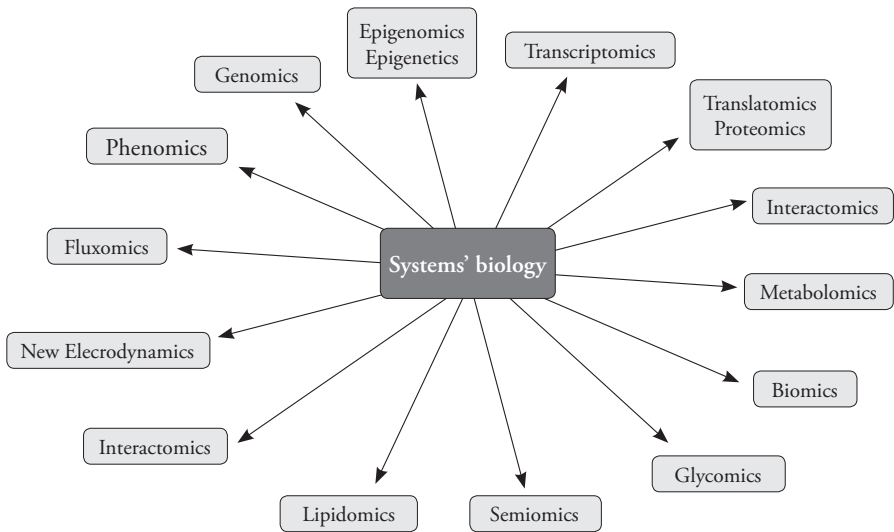 Epigenomics
Epigenetics
Transcriptomics
Genomics
Translatomics
Proteomics
Phenomics
Interactomics
Fluxomics
Systems’ biology
Metabolomics
New Elecrodynamics
Biomics
Interactomics
Glycomics
Lipidomics
Semiomics